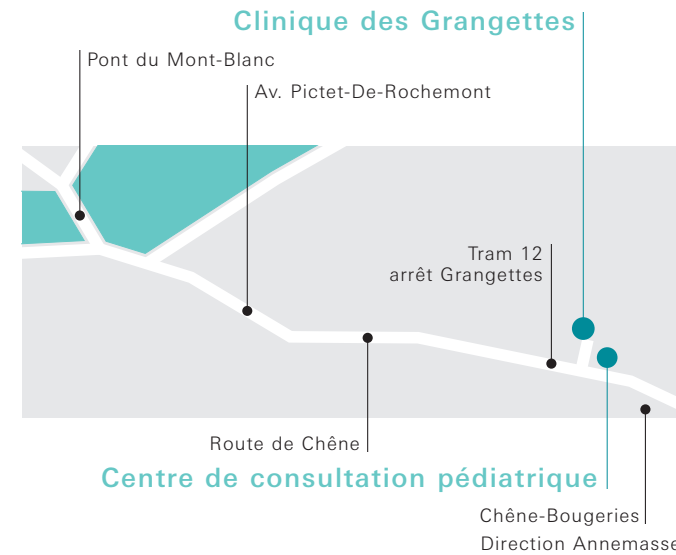 Clinique des Grangettes
Pont du Mont-Blanc
Av. Pictet-De-Rochemont
Tram 12
arrêt Grangettes
Route de Chêne
Centre de consultation pédiatrique
Chêne-Bougeries
Direction Annemasse